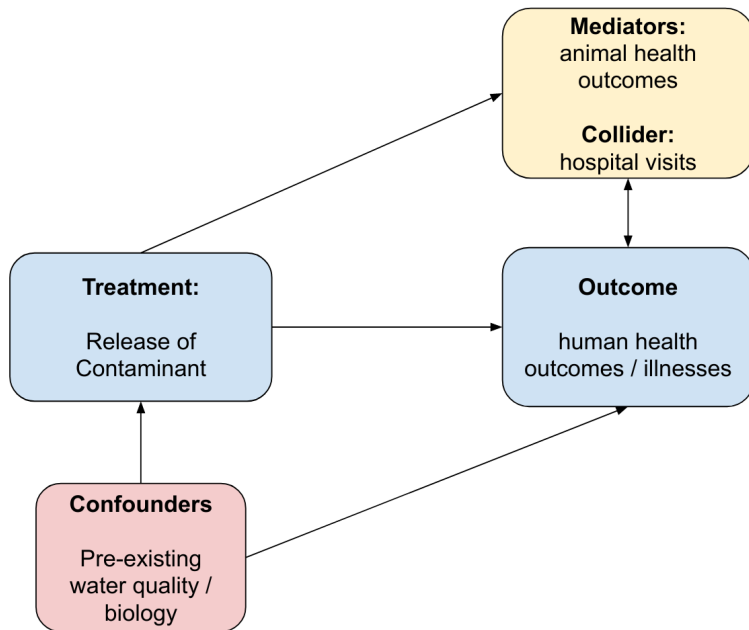 Mediators:
animal health
outcomes
Collider:
hospital visits
Treatment:
Release of
Contaminant
Outcome
human health
outcomes / illnesses
Confounders
Pre-existing
water quality /
biology